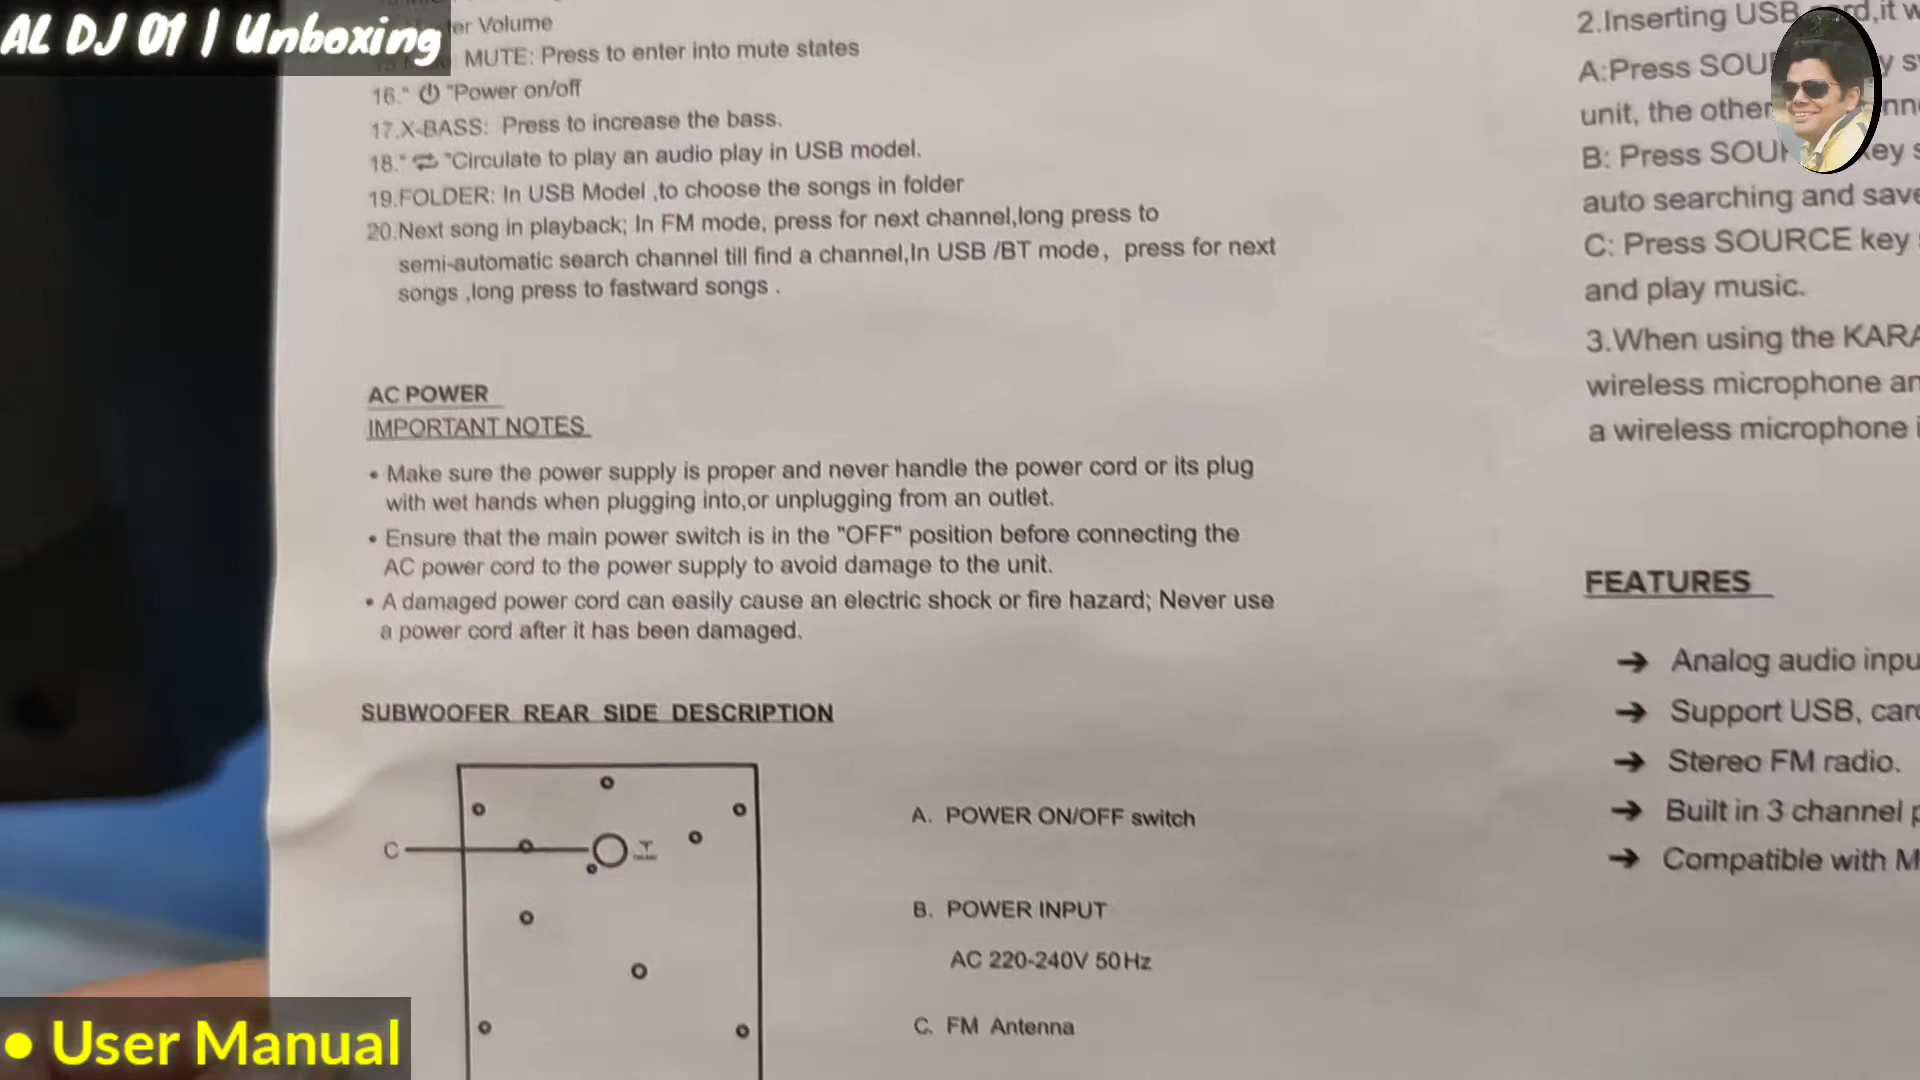 AL DJ 01 | Unboxing
er Volume
MUTE: Press to enter into mute states
16." "Power on/off
17.X-BASS: Press to increase the bass.
18." "Circulate to play an audio play in USB model.
19.FOLDER: In USB Model ,to choose the songs in folder
20.Next song in playback; In FM mode, press for next channel,long press to
semi-automatic search channel till find a channel,In USB /BT mode, press for next
songs ,long press to fastward songs .
AC POWER
IMPORTANT NOTES
• Make sure the power supply is proper and never handle the power cord or its plug
with wet hands when plugging into,or unplugging from an outlet.
• Ensure that the main power switch is in the "OFF" position before connecting the
AC power cord to the power supply to avoid damage to the unit.
• A damaged power cord can easily cause an electric shock or fire hazard; Never use
a power cord after it has been damaged.
SUBWOOFER REAR SIDE DESCRIPTION
C
A. POWER ON/OFF switch
B. POWER INPUT
AC 220-240V 50Hz
C. FM Antenna
2.Inserting USB
A:Press SOU
unit, the other
B: Press SOU
auto searching and save
C: Press SOURCE key
and play music.
3.When using the KARA
wireless microphone an
a wireless microphone i
FEATURES
➔ Analog audio inpu
➔ Support USB, car
➔ Stereo FM radio.
➔ Built in 3 channel p
➔ Compatible with M
• User Manual